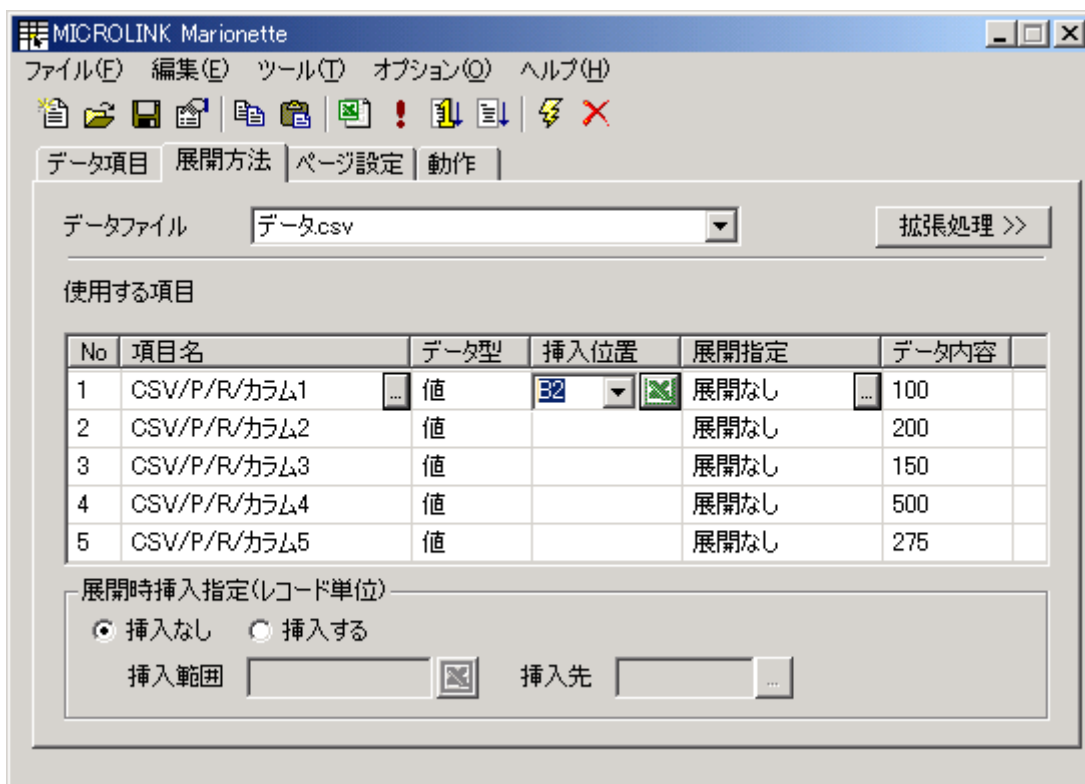 MICROLINK Marionette
ファイル(F) 編集(E) ツール(T) オプション(O) ヘルプ(H)
データ項目 展開方法 ページ設定 動作
データファイル データ.csv 拡張処理 >>
使用する項目
No 項目名 データ型 挿入位置 展開指定 データ内容
1 CSV/P/R/カラム1 ... 値 B2 展開なし ... 100
2 CSV/P/R/カラム2 値 展開なし 200
3 CSV/P/R/カラム3 値 展開なし 150
4 CSV/P/R/カラム4 値 展開なし 500
5 CSV/P/R/カラム5 値 展開なし 275
展開時挿入指定(レコード単位)
挿入なし 挿入する
挿入範囲 挿入先 ...